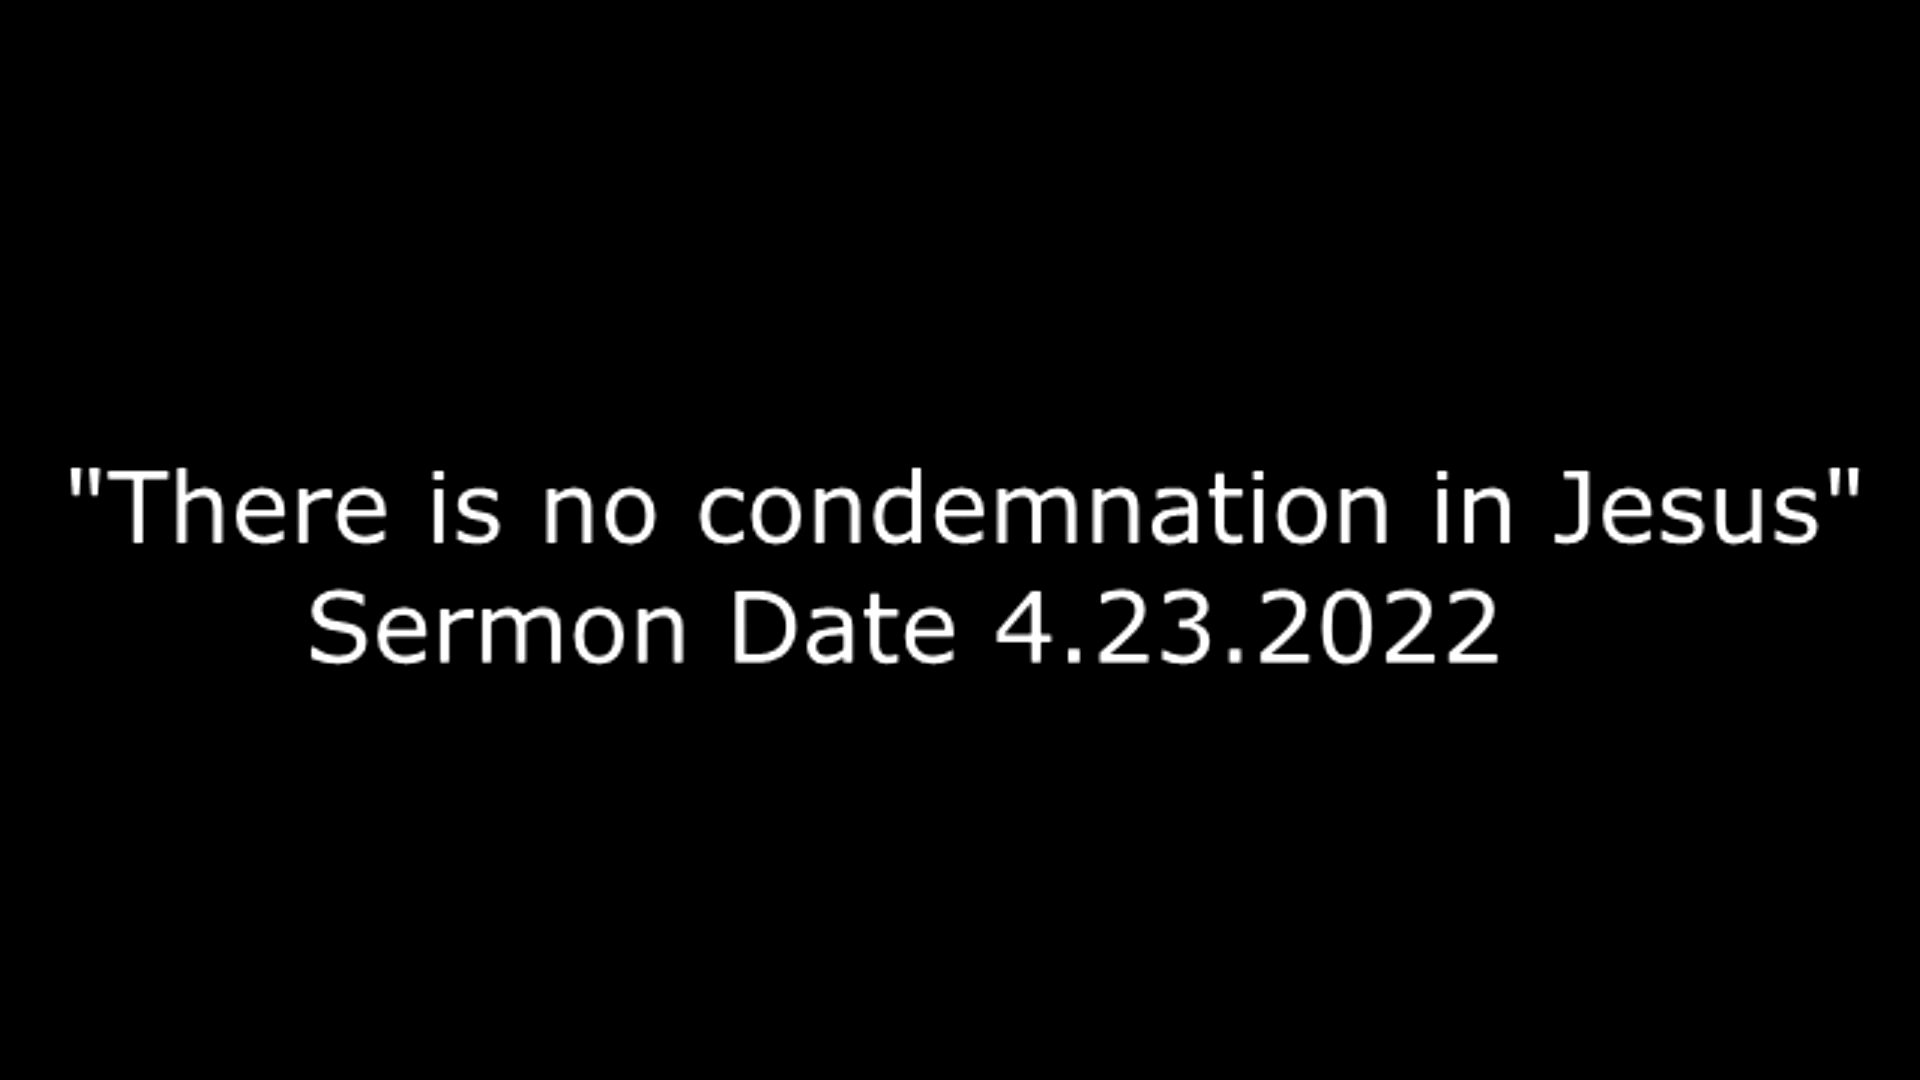 "There is no condemnation in Jesus"
Sermon Date 4.23.2022